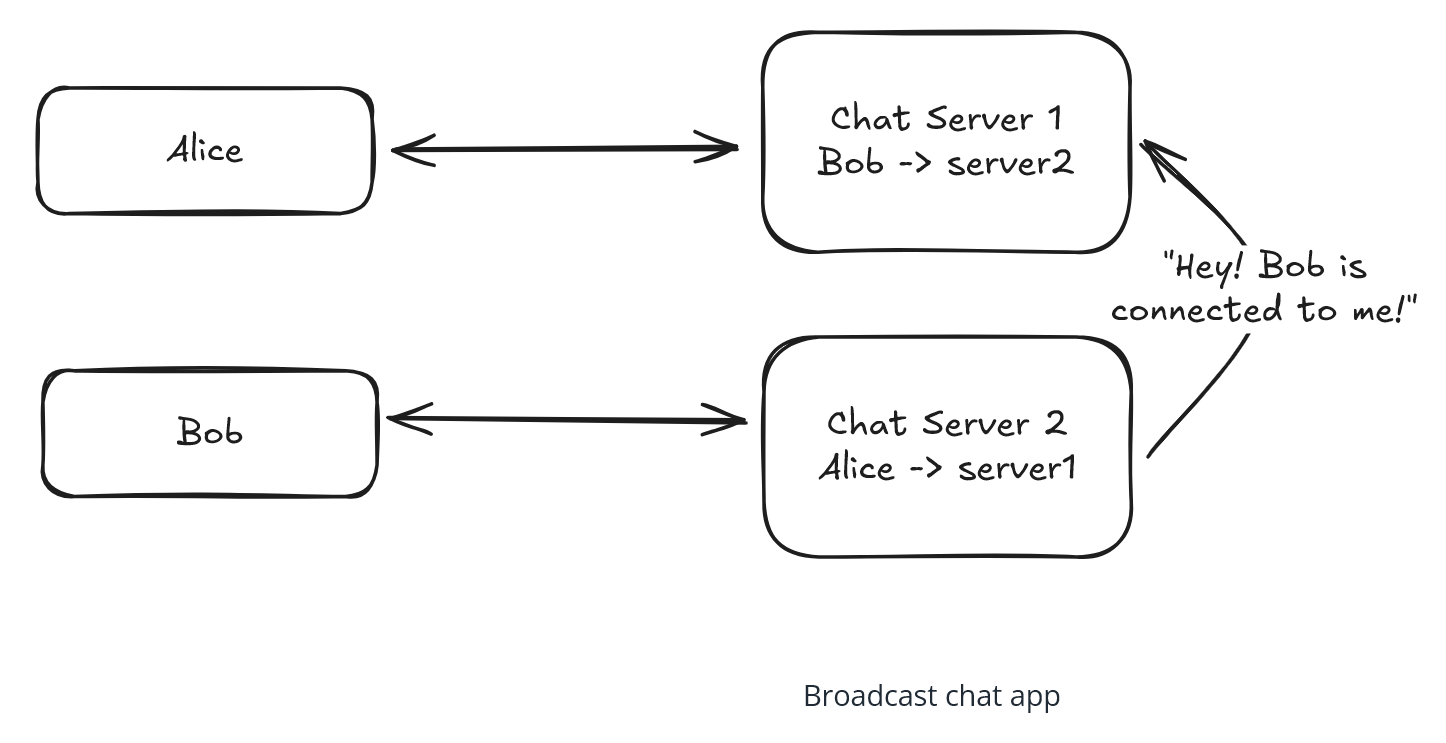 Alice
Chat Server 1
Bob -> server2
"Hey! Bob is
connected to me!"
Bob
Chat Server 2
Alice -> server1
Broadcast chat app